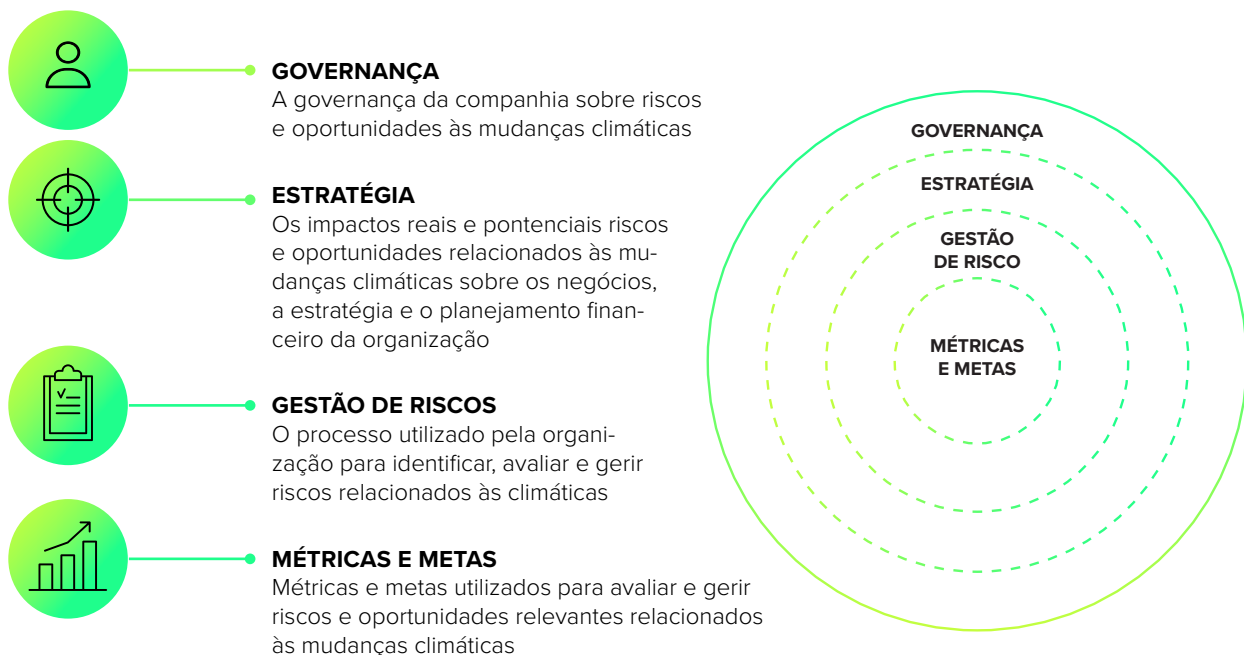 GOVERNANÇA
A governança da companhia sobre riscos
e oportunidades às mudanças climáticas
ESTRATÉGIA
Os impactos reais e pontenciais riscos
e oportunidades relacionados às mu-
danças climáticas sobre os negócios,
a estratégia e o planejamento finan-
ceiro da organização
GESTÃO DE RISCOS
O processo utilizado pela organi-
zação para identificar, avaliar e gerir
riscos relacionados às climáticas
MÉTRICAS E METAS
Métricas e metas utilizados para avaliar e gerir
riscos e oportunidades relevantes relacionados
às mudanças climáticas
GOVERNANÇA
ESTRATÉGIA
GESTÃO
DE RISCO
MÉTRICAS
E METAS